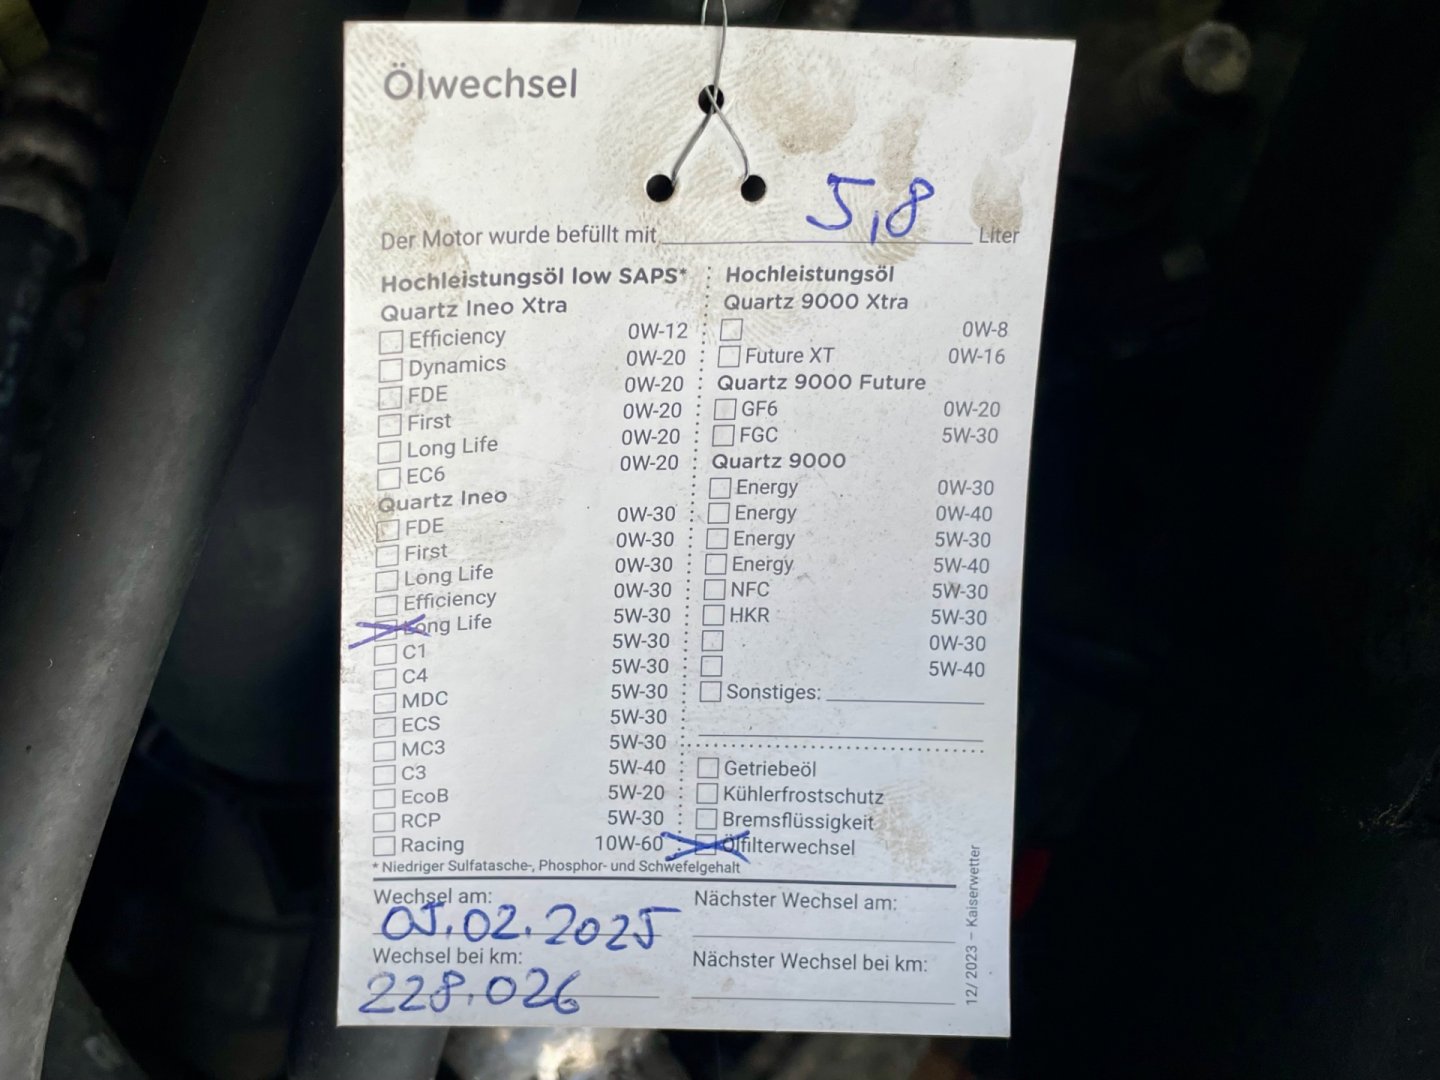 Ölwechsel
Der Motor wurde befüllt mit 5,8 Liter
Hochleistungsöl low SAPS*
Quartz Ineo Xtra
Efficiency 0W-12
Dynamics 0W-20
FDE 0W-20
First 0W-20
Long Life 0W-20
EC6 0W-20
Quartz Ineo
FDE 0W-30
First 0W-30
Long Life 0W-30
Efficiency 0W-30
Long Life 5W-30
C1 5W-30
C4 5W-30
MDC 5W-30
ECS 5W-30
MC3 5W-30
C3 5W-40
EcoB 5W-20
RCP 5W-30
Racing 10W-60
Hochleistungsöl
Quartz 9000 Xtra
0W-8
Future XT 0W-16
Quartz 9000 Future
GF6 0W-20
FGC 5W-30
Quartz 9000
Energy 0W-30
Energy 0W-40
Energy 5W-30
Energy 5W-40
NFC 5W-30
HKR 5W-30
0W-30
5W-40
Sonstiges:
Getriebeöl
Kühlerfrostschutz
Bremsflüssigkeit
Ölfilterwechsel
* Niedriger Sulfatasche-, Phosphor- und Schwefelgehalt
Wechsel am:
05.02.2025
Wechsel bei km:
228.026
Nächster Wechsel am:
Nächster Wechsel bei km:
12/ 2023 – Kaiserwetter